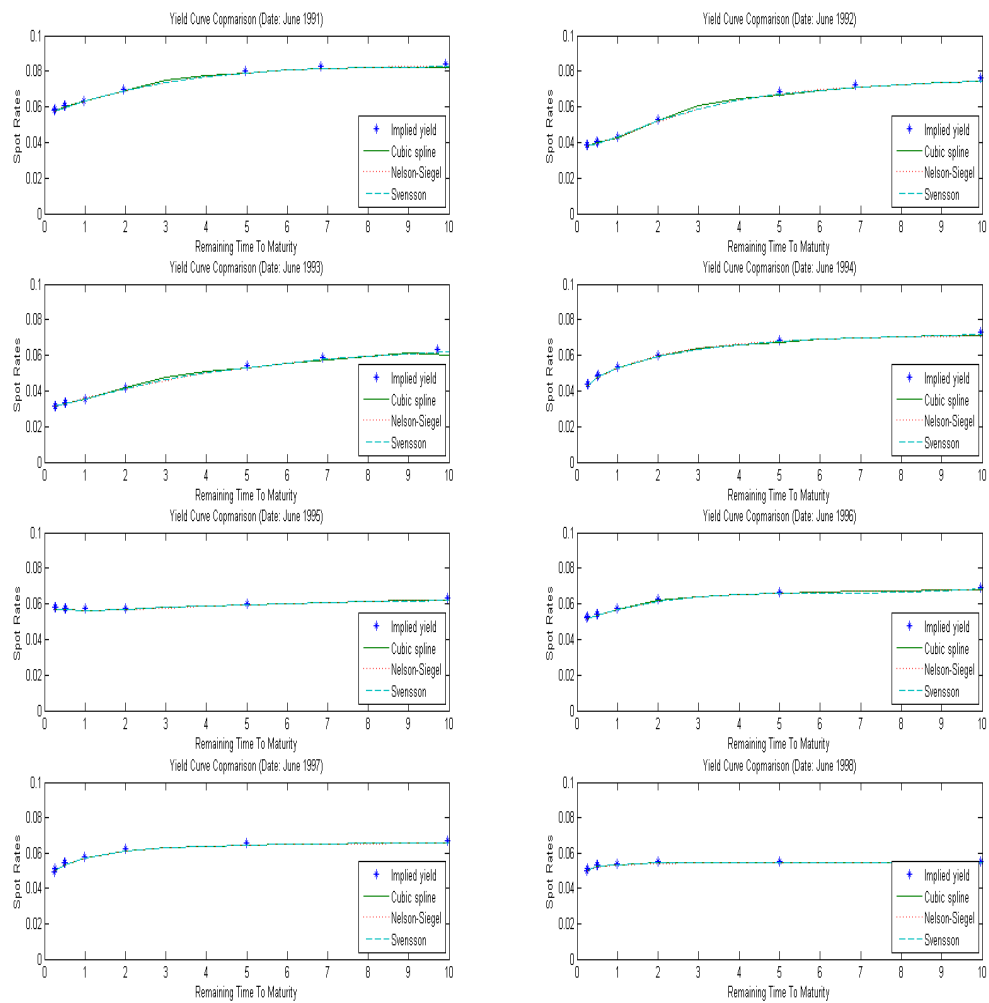 Yield Curve Copmarison (Date: June 1991)
Spot Rates
0.1
0.08
0.06
0.04
0.02
0
Implied yield
Cubic spline
Nelson-Siegel
Svensson
0 1 2 3 4 5 6 7 8 9 10
Remaining Time To Maturity
Yield Curve Copmarison (Date: June 1992)
Spot Rates
0.1
0.08
0.06
0.04
0.02
0
Implied yield
Cubic spline
Nelson-Siegel
Svensson
0 1 2 3 4 5 6 7 8 9 10
Remaining Time To Maturity
Yield Curve Copmarison (Date: June 1993)
Spot Rates
0.1
0.08
0.06
0.04
0.02
0
Implied yield
Cubic spline
Nelson-Siegel
Svensson
0 1 2 3 4 5 6 7 8 9 10
Remaining Time To Maturity
Yield Curve Copmarison (Date: June 1994)
Spot Rates
0.1
0.08
0.06
0.04
0.02
0
Implied yield
Cubic spline
Nelson-Siegel
Svensson
0 1 2 3 4 5 6 7 8 9 10
Remaining Time To Maturity
Yield Curve Copmarison (Date: June 1995)
Spot Rates
0.1
0.08
0.06
0.04
0.02
0
Implied yield
Cubic spline
Nelson-Siegel
Svensson
0 1 2 3 4 5 6 7 8 9 10
Remaining Time To Maturity
Yield Curve Copmarison (Date: June 1996)
Spot Rates
0.1
0.08
0.06
0.04
0.02
0
Implied yield
Cubic spline
Nelson-Siegel
Svensson
0 1 2 3 4 5 6 7 8 9 10
Remaining Time To Maturity
Yield Curve Copmarison (Date: June 1997)
Spot Rates
0.1
0.08
0.06
0.04
0.02
0
Implied yield
Cubic spline
Nelson-Siegel
Svensson
0 1 2 3 4 5 6 7 8 9 10
Remaining Time To Maturity
Yield Curve Copmarison (Date: June 1998)
Spot Rates
0.1
0.08
0.06
0.04
0.02
0
Implied yield
Cubic spline
Nelson-Siegel
Svensson
0 1 2 3 4 5 6 7 8 9 10
Remaining Time To Maturity